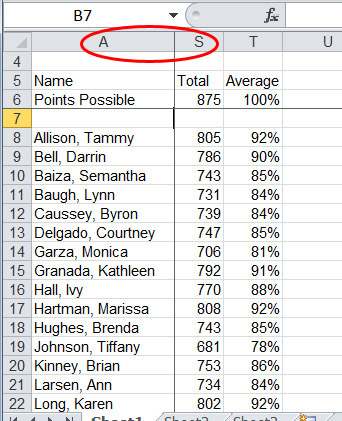 B7 fx
A S T U
4
5 Name Total Average
6 Points Possible 875 100%
7
8 Allison, Tammy 805 92%
9 Bell, Darrin 786 90%
10 Baiza, Semantha 743 85%
11 Baugh, Lynn 731 84%
12 Caussey, Byron 739 84%
13 Delgado, Courtney 747 85%
14 Garza, Monica 706 81%
15 Granada, Kathleen 792 91%
16 Hall, Ivy 770 88%
17 Hartman, Marissa 808 92%
18 Hughes, Brenda 743 85%
19 Johnson, Tiffany 681 78%
20 Kinney, Brian 753 86%
21 Larsen, Ann 734 84%
22 Long, Karen 802 92%
Sheet1 Sheet2 Sheet3